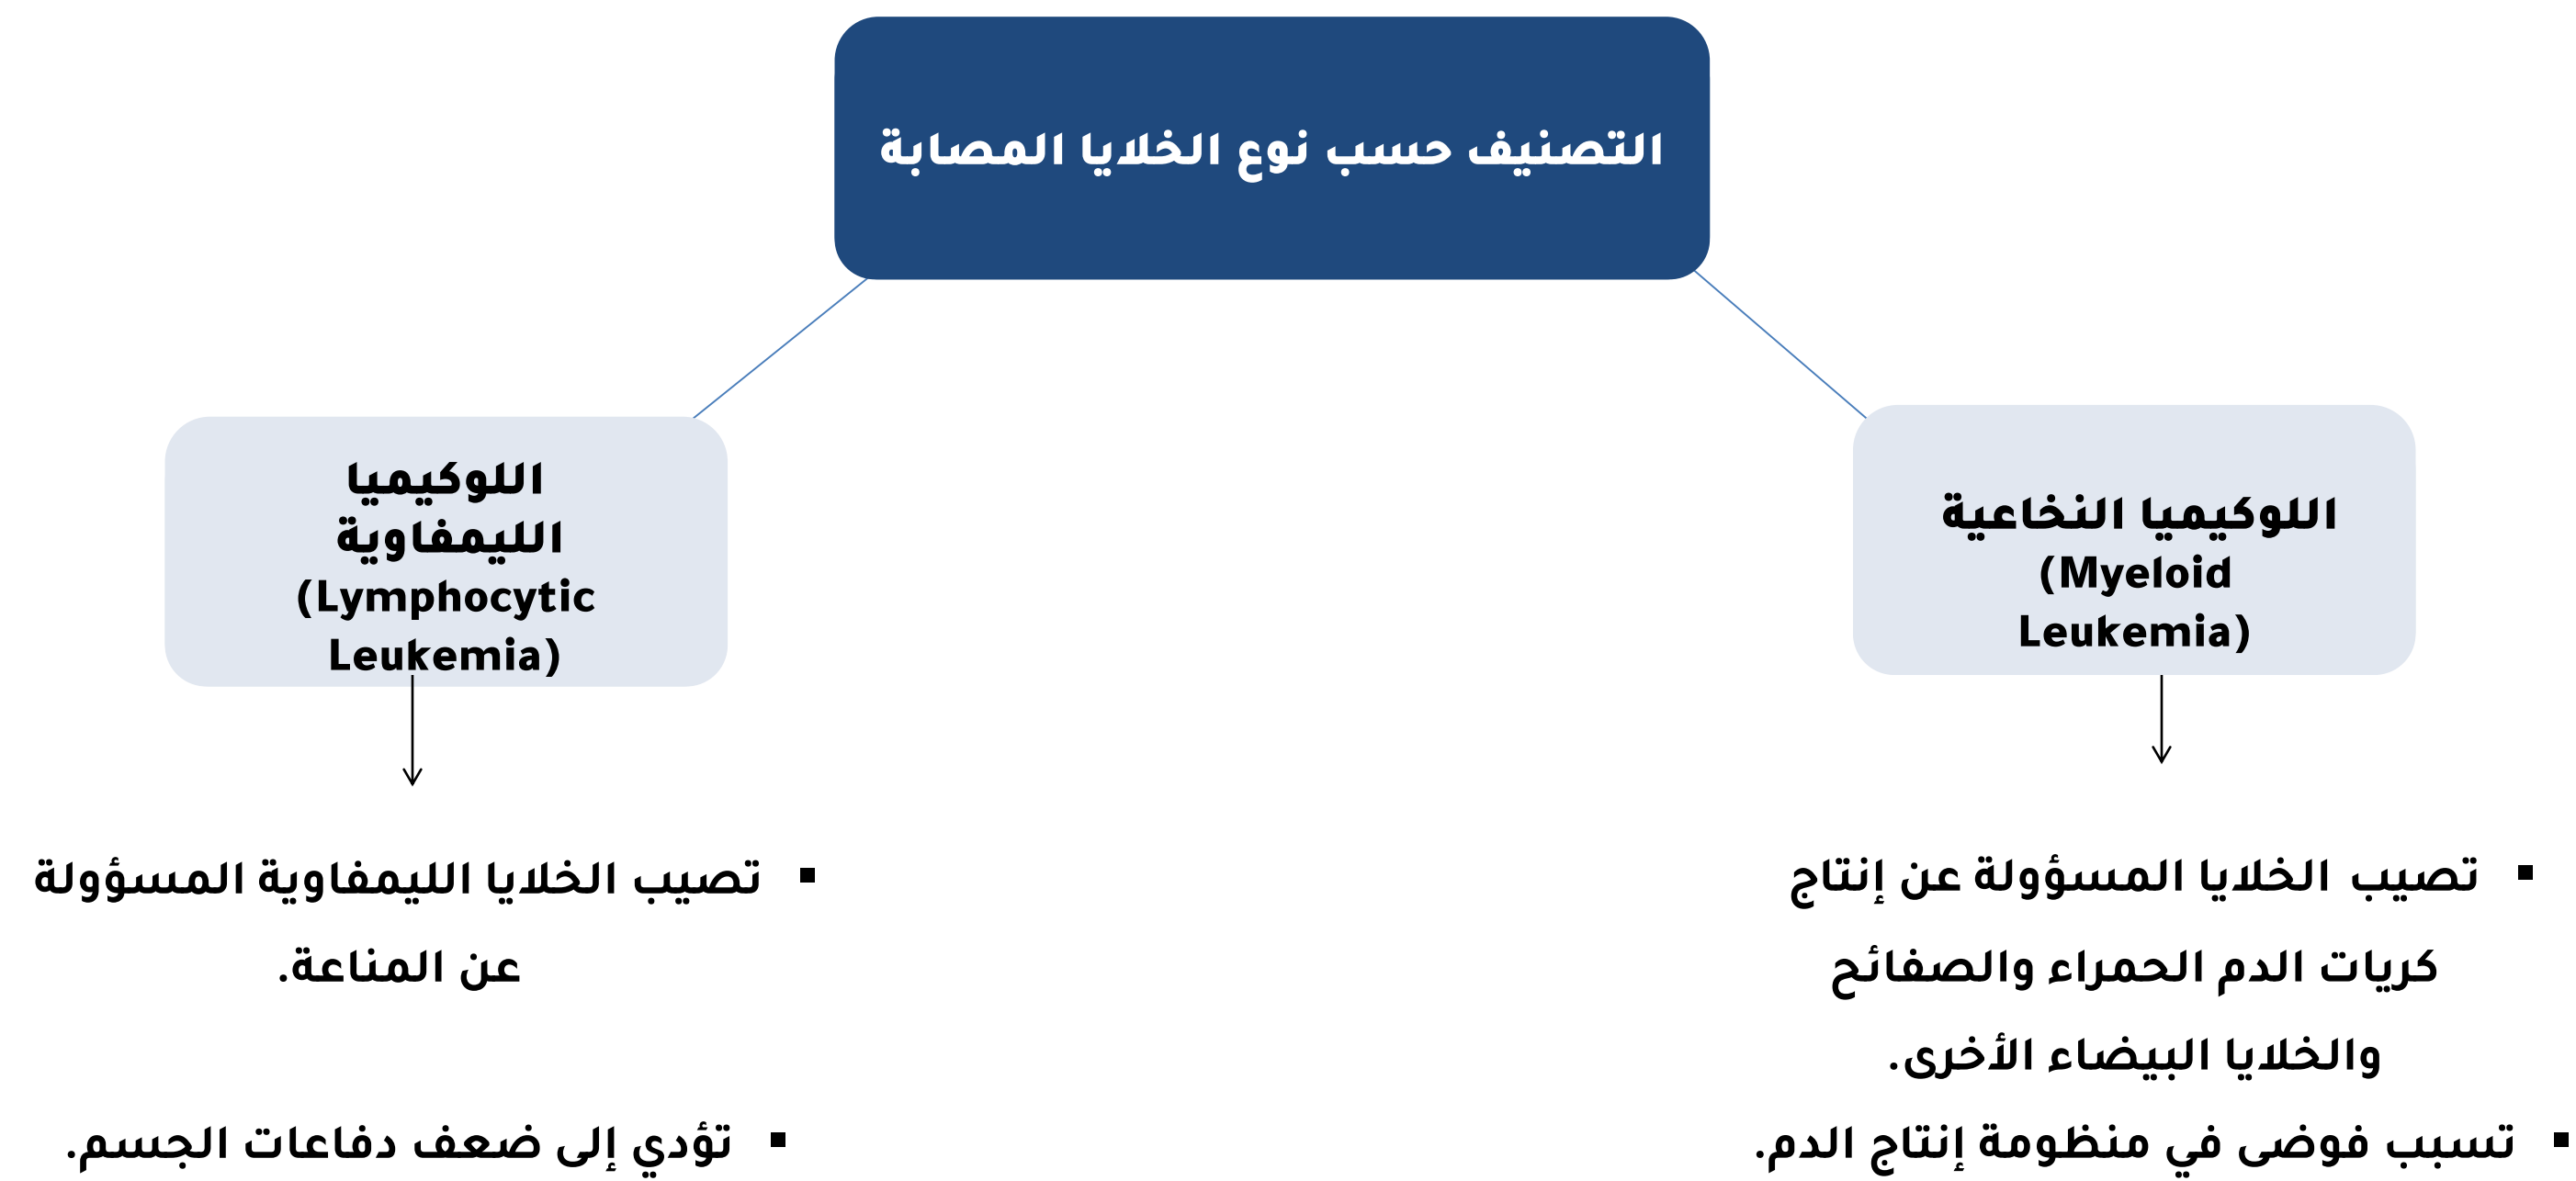 التصنيف حسب نوع الخلايا المصابة
اللوكيميا النخاعية
(Myeloid
Leukemia)
▪ تصيب الخلايا المسؤولة عن إنتاج
كريات الدم الحمراء والصفائح
والخلايا البيضاء الأخرى.
▪ تسبب فوضى في منظومة إنتاج الدم.
اللوكيميا
الليمفاوية
(Lymphocytic
Leukemia)
▪ تصيب الخلايا الليمفاوية المسؤولة
عن المناعة.
▪ تؤدي إلى ضعف دفاعات الجسم.